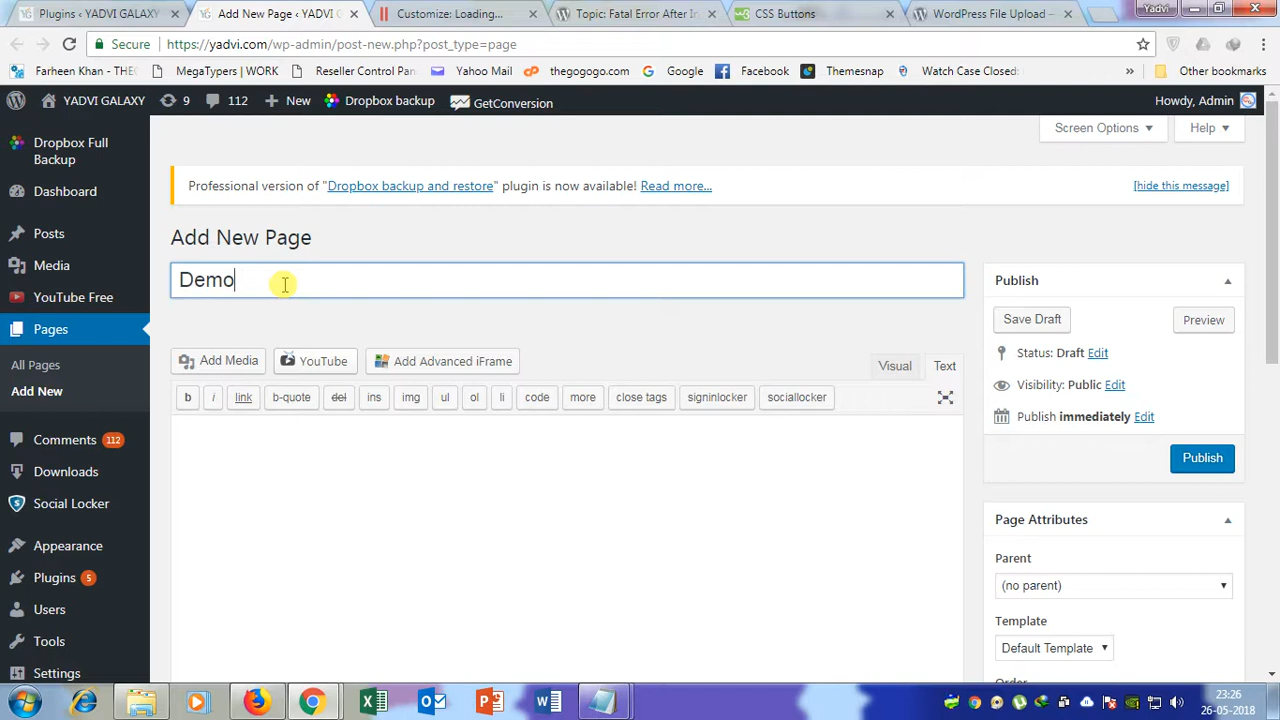 Plugins ‹ YADVI GALAXY
Add New Page ‹ YADVI G
Customize: Loading...
Topic: Fatal Error After In
CSS Buttons
WordPress File Upload –
Yadvi
Secure
https://yadvi.com/wp-admin/post-new.php?post_type=page
Farheen Khan, THE
MegaTypers | WORK
Reseller Control Pan
Yahoo Mail
thegogogo.com
Google
Facebook
Themesnap
Watch Case Closed:
»
Other bookmarks
YADVI GALAXY
9
112
New
Dropbox backup
GetConversion
Howdy, Admin
Dropbox Full
Backup
Dashboard
Posts
Media
YouTube Free
Pages
All Pages
Add New
Comments 112
Downloads
Social Locker
Appearance
Plugins 5
Users
Tools
Settings
Screen Options
Help
Professional version of "Dropbox backup and restore" plugin is now available! Read more...
[hide this message]
Add New Page
Demo
Add Media
YouTube
Add Advanced iFrame
Visual
Text
b
i
link
b-quote
del
ins
img
ul
ol
li
code
more
close tags
signinlocker
sociallocker
Publish
Save Draft
Preview
Status: Draft Edit
Visibility: Public Edit
Publish immediately Edit
Publish
Page Attributes
Parent
(no parent)
Template
Default Template
Order
23:26
26-05-2018